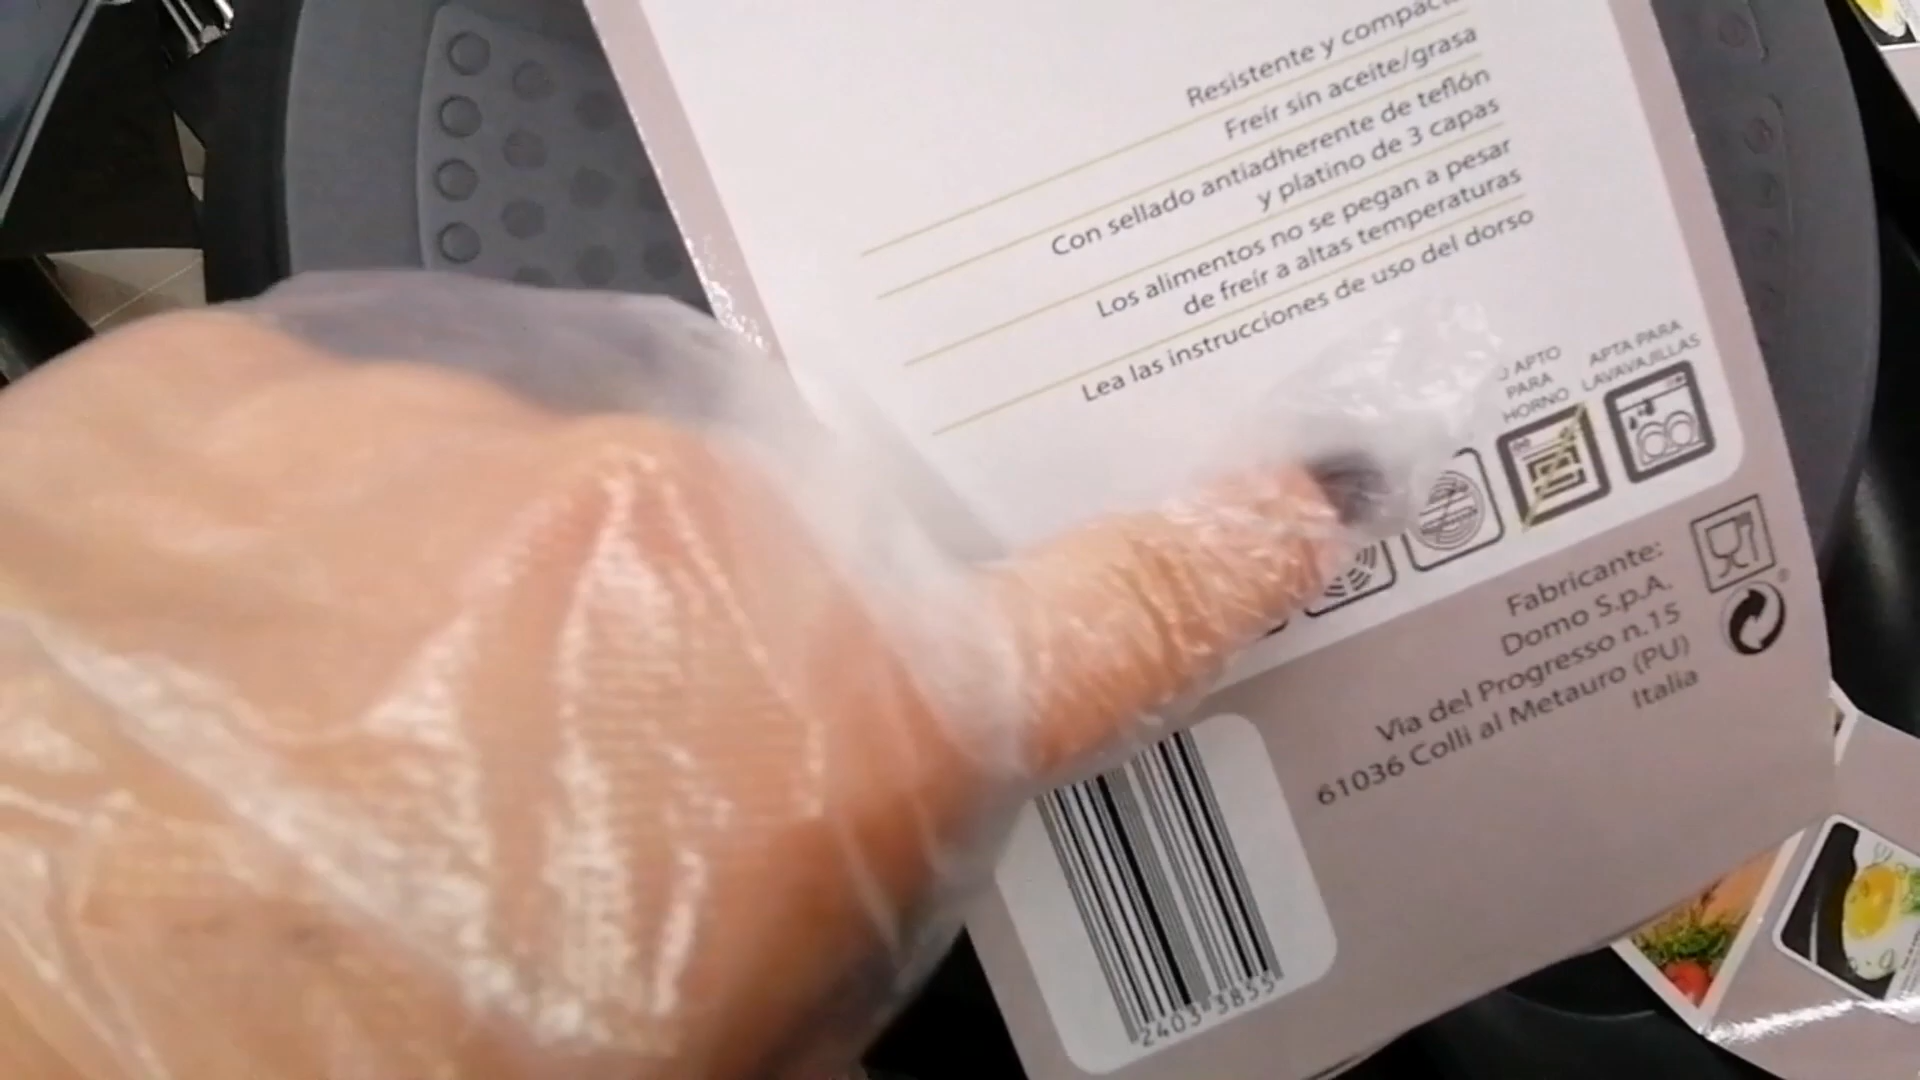 Resistente y
Freír sin aceite/grasa
Con sellado antiadherente de teflón
y platino de 3 capas
Los alimentos no se pegan a pesar
de freír a altas temperaturas
Lea las instrucciones de uso del dorso
APTO
PARA
HORNO
APTA PARA
LAVAVAJILLAS
Fabricante:
Domo S.p.A.
Via del Progresso n.15
61036 Colli al Metauro (PU)
Italia
2403 3855